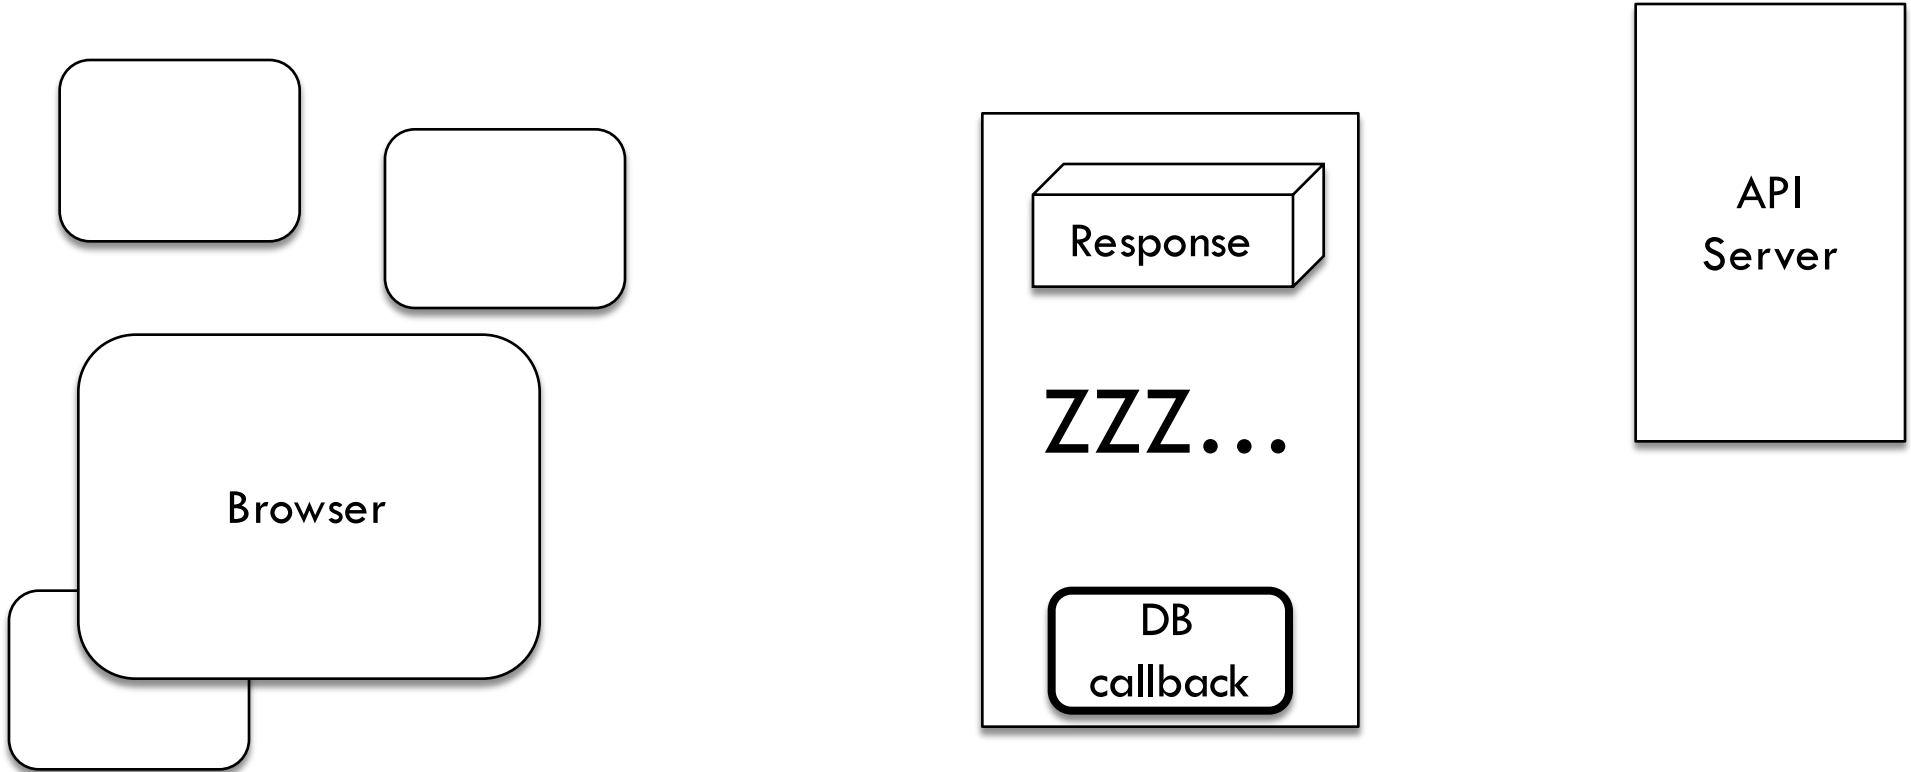 Browser
Response
ZZZ...
DB
callback
API
Server